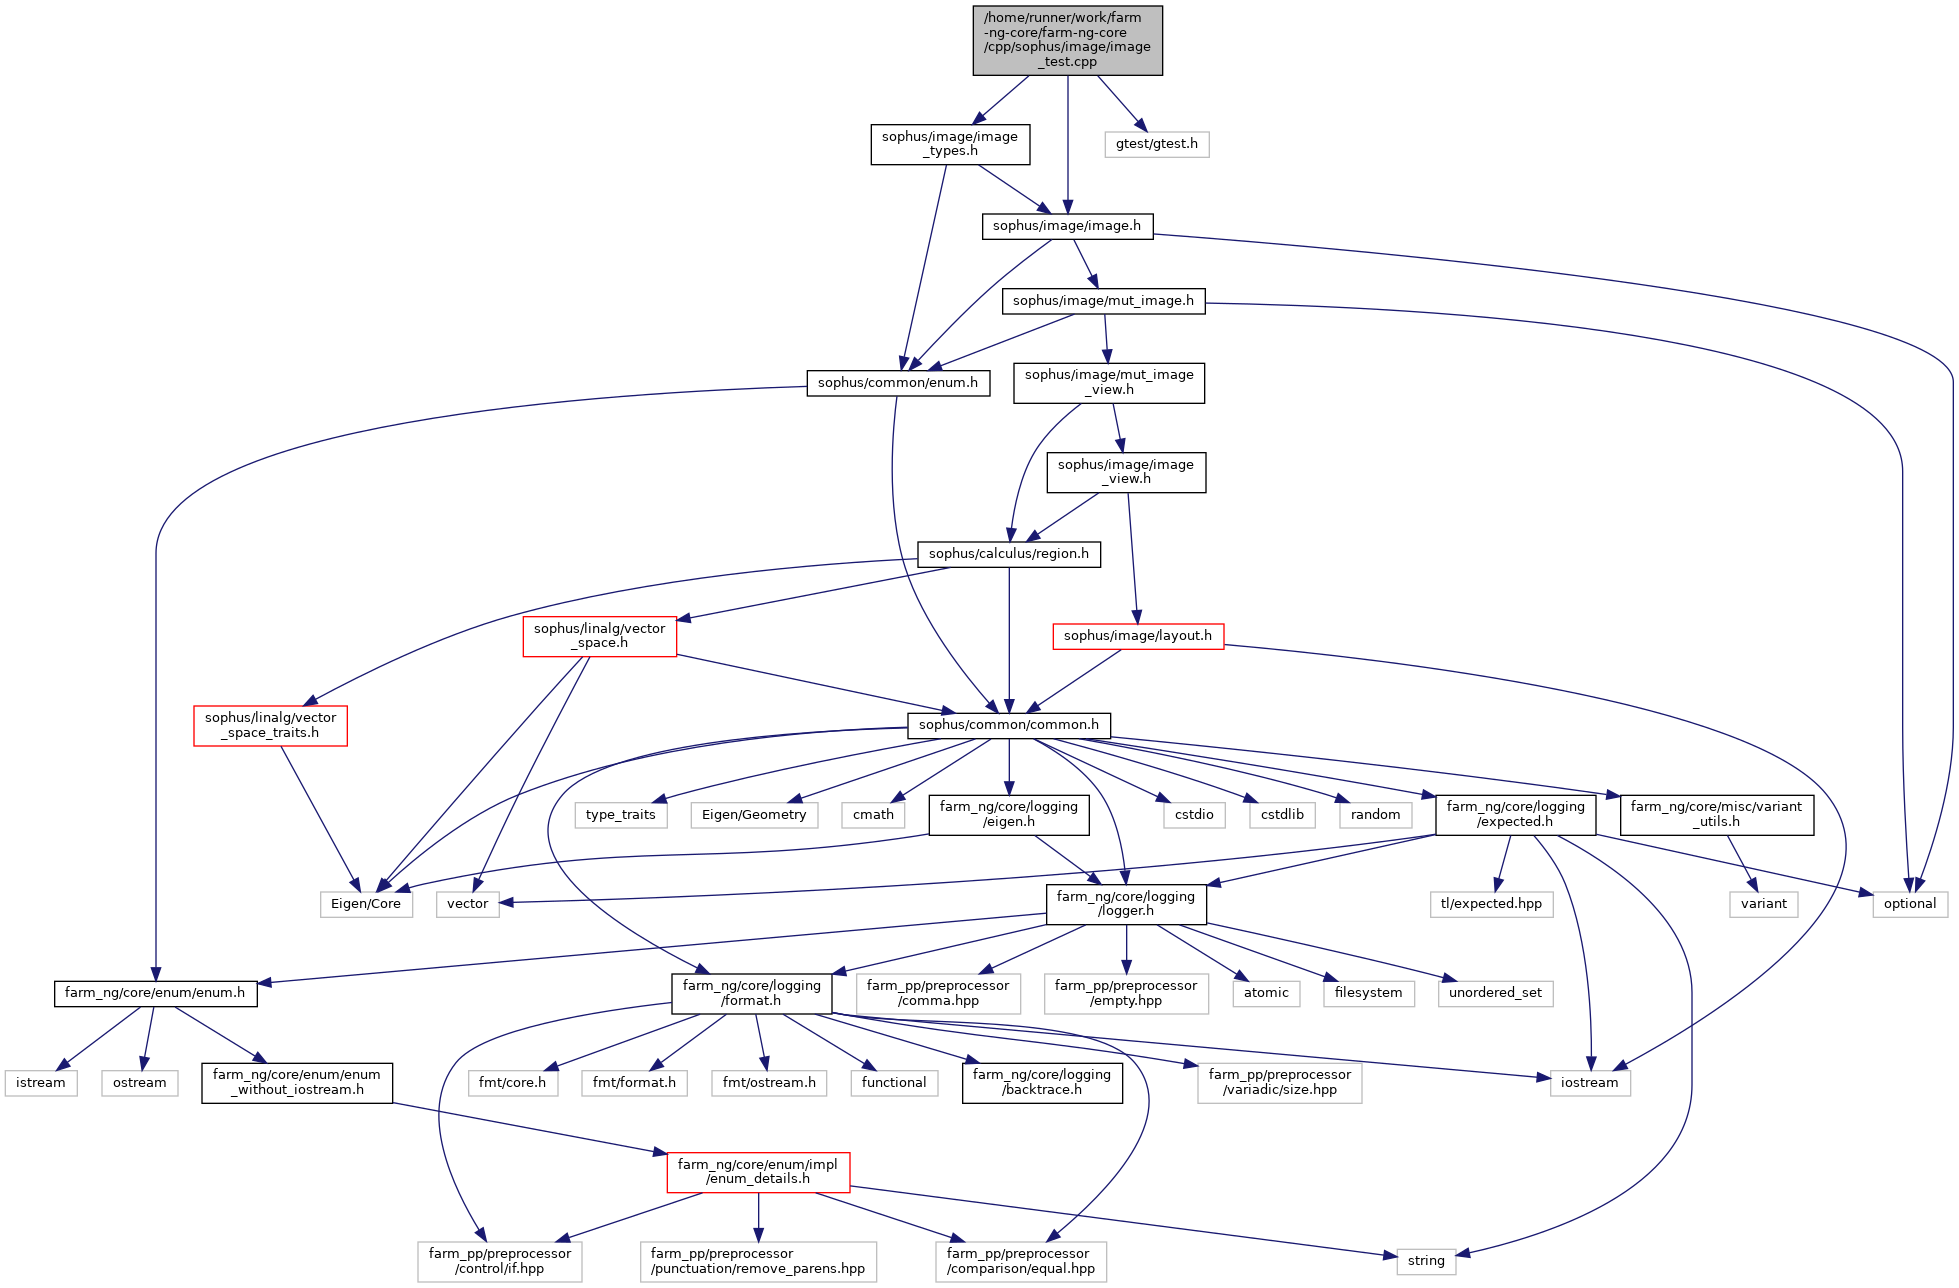 /home/runner/work/farm
-ng-core/farm-ng-core
/cpp/sophus/image/image
_test.cpp
sophus/image/image
_types.h
gtest/gtest.h
sophus/image/image.h
sophus/image/mut_image.h
sophus/common/enum.h
sophus/image/mut_image
_view.h
sophus/image/image
_view.h
sophus/calculus/region.h
sophus/linalg/vector
_space.h
sophus/image/layout.h
sophus/linalg/vector
_space_traits.h
sophus/common/common.h
type_traits
Eigen/Geometry
cmath
farm_ng/core/logging
/eigen.h
cstdio
cstdlib
random
farm_ng/core/logging
/expected.h
farm_ng/core/misc/variant
_utils.h
Eigen/Core
vector
farm_ng/core/logging
/logger.h
tl/expected.hpp
variant
optional
farm_ng/core/enum/enum.h
farm_ng/core/logging
/format.h
farm_pp/preprocessor
/comma.hpp
farm_pp/preprocessor
/empty.hpp
atomic
filesystem
unordered_set
istream
ostream
farm_ng/core/enum/enum
_without_iostream.h
fmt/core.h
fmt/format.h
fmt/ostream.h
functional
farm_ng/core/logging
/backtrace.h
farm_pp/preprocessor
/variadic/size.hpp
iostream
farm_ng/core/enum/impl
/enum_details.h
farm_pp/preprocessor
/control/if.hpp
farm_pp/preprocessor
/punctuation/remove_parens.hpp
farm_pp/preprocessor
/comparison/equal.hpp
string